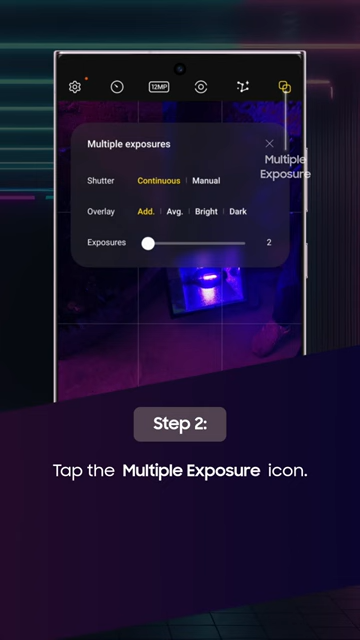 12MP
Multiple exposures
Multiple
Exposure
Shutter Continuous Manual
Overlay Add. Avg. Bright Dark
Exposures 2
Step 2:
Tap the Multiple Exposure icon.